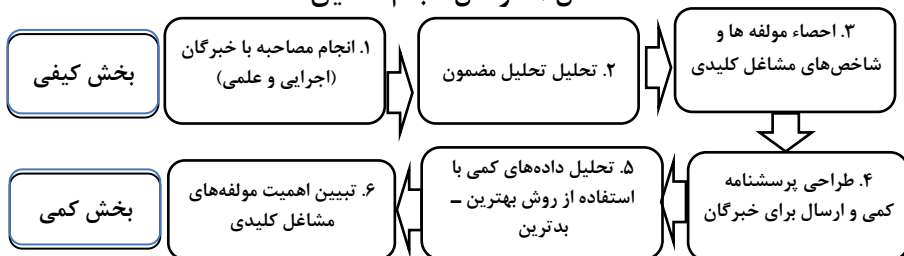 بخش کیفی
۱. انجام مصاحبه با خبرگان
(اجرایی و علمی)
۲. تحلیل تحلیل مضمون
۳. احصاء مولفه ها و
شاخص‌های مشاغل کلیدی
۴. طراحی پرسشنامه
کمی و ارسال برای خبرگان
۵. تحلیل داده‌های کمی با
استفاده از روش بهترین –
بدترین
۶. تبیین اهمیت مولفه‌های
مشاغل کلیدی
بخش کمی